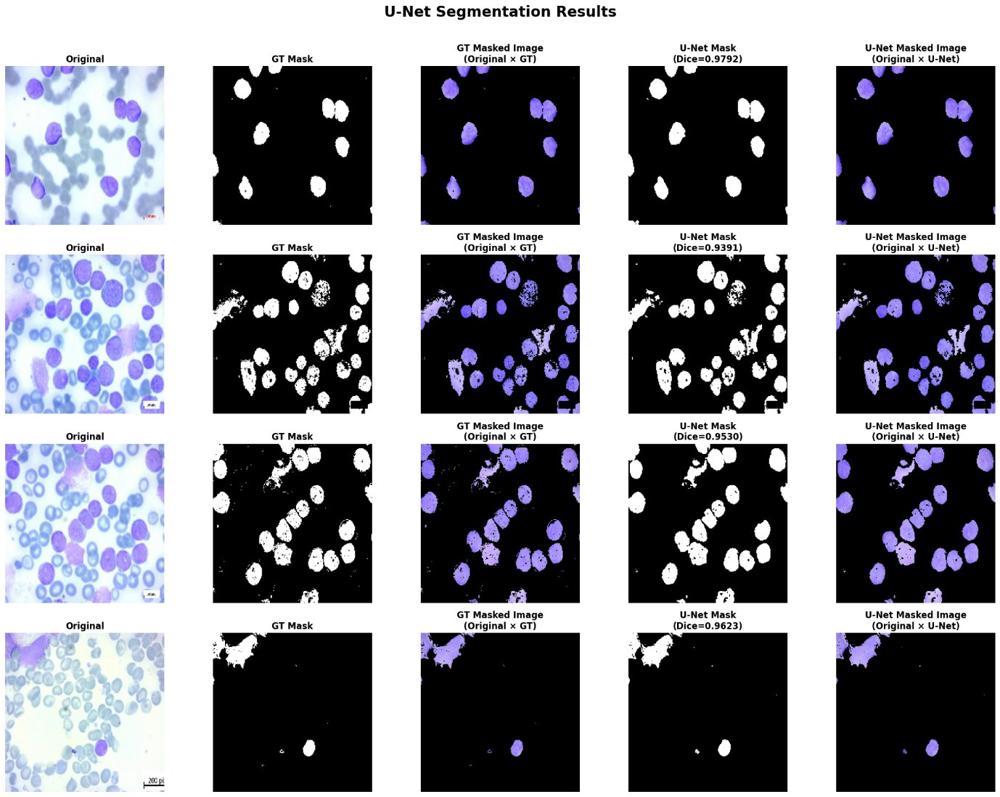 U-Net Segmentation Results
Original
GT Mask
GT Masked Image
(Original × GT)
U-Net Mask
(Dice=0.9792)
U-Net Masked Image
(Original × U-Net)
Original
GT Mask
GT Masked Image
(Original × GT)
U-Net Mask
(Dice=0.9391)
U-Net Masked Image
(Original × U-Net)
Original
GT Mask
GT Masked Image
(Original × GT)
U-Net Mask
(Dice=0.9530)
U-Net Masked Image
(Original × U-Net)
Original
GT Mask
GT Masked Image
(Original × GT)
U-Net Mask
(Dice=0.9623)
U-Net Masked Image
(Original × U-Net)
200 pi